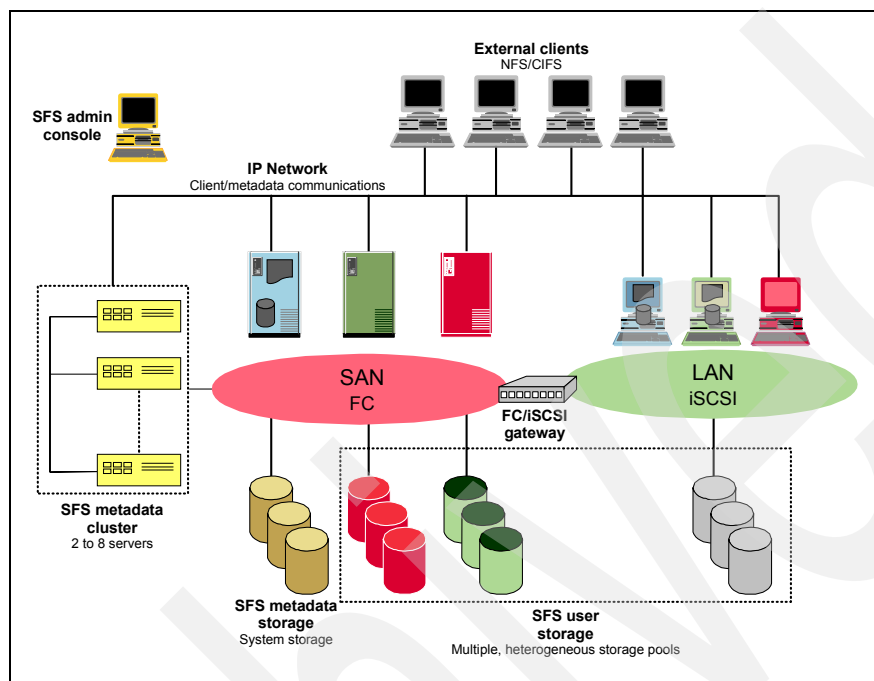 External clients
NFS/CIFS
SFS admin
console
IP Network
Client/metadata communications
SAN
FC
LAN
iSCSI
FC/iSCSI
gateway
SFS metadata
cluster
2 to 8 servers
SFS metadata
storage
System storage
SFS user
storage
Multiple, heterogeneous storage pools